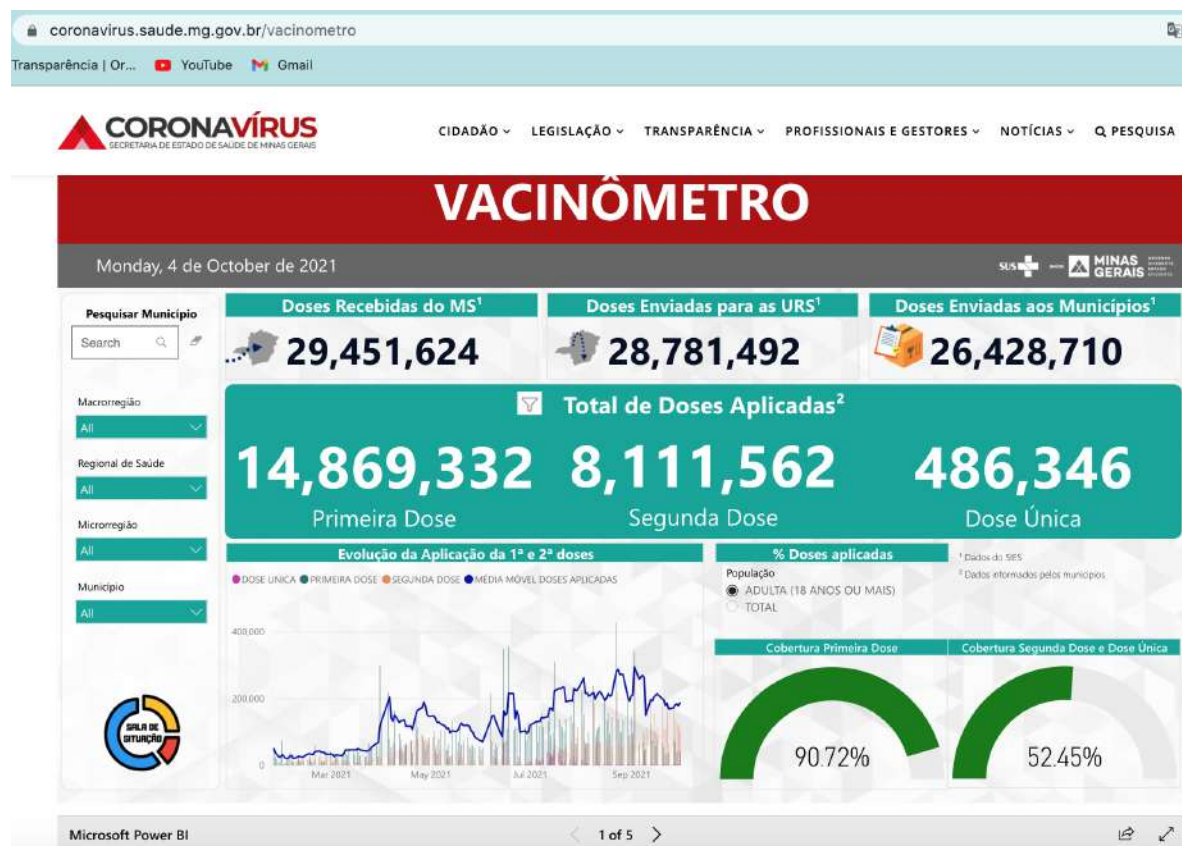 coronavirus.saude.mg.gov.br/vacinometro
Transparência | Or... YouTube Gmail
CORONAVÍRUS
SECRETARIA DE ESTADO DE SAÚDE DE MINAS GERAIS
CIDADÃO LEGISLAÇÃO TRANSPARÊNCIA PROFISSIONAIS E GESTORES NOTÍCIAS PESQUISA
VACINÔMETRO
Monday, 4 de October de 2021
SUS MINAS GERAIS
Pesquisar Município
Search
Doses Recebidas do MS¹ Doses Enviadas para as URS¹ Doses Enviadas aos Municípios¹
29,451,624 28,781,492 26,428,710
Macrorregião
All
Regional de Saúde
All
Microrregião
All
Município
All
SALA DE SITUAÇÃO
Total de Doses Aplicadas²
14,869,332 8,111,562 486,346
Primeira Dose Segunda Dose Dose Única
Evolução da Aplicação da 1ª e 2ª doses
DOSE UNICA PRIMEIRA DOSE SEGUNDA DOSE MÉDIA MÓVEL DOSES APLICADAS
400,000
200,000
0
Mar 2021 May 2021 Jul 2021 Sep 2021
% Doses aplicadas
População
ADULTA (18 ANOS OU MAIS)
TOTAL
¹ Dados do SIES
² Dados informados pelos municípios
Cobertura Primeira Dose Cobertura Segunda Dose e Dose Única
90.72% 52.45%
Microsoft Power BI 1 of 5